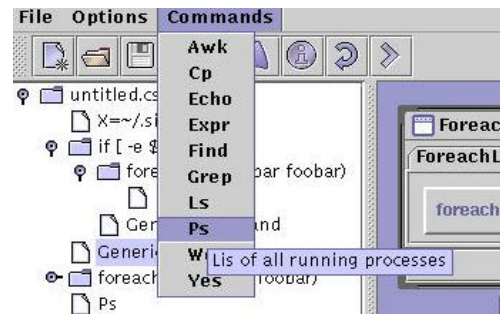 File Options Commands
Awk
Cp
Echo
Expr
Find
Grep
Ls
Ps
Yes
Lis of all running processes
untitled.cs
X=~/.si
if [ -e $
fore bar foobar)
Gen nd
Generi
foreach foobar)
Ps
Foreac
ForeachL
foreach